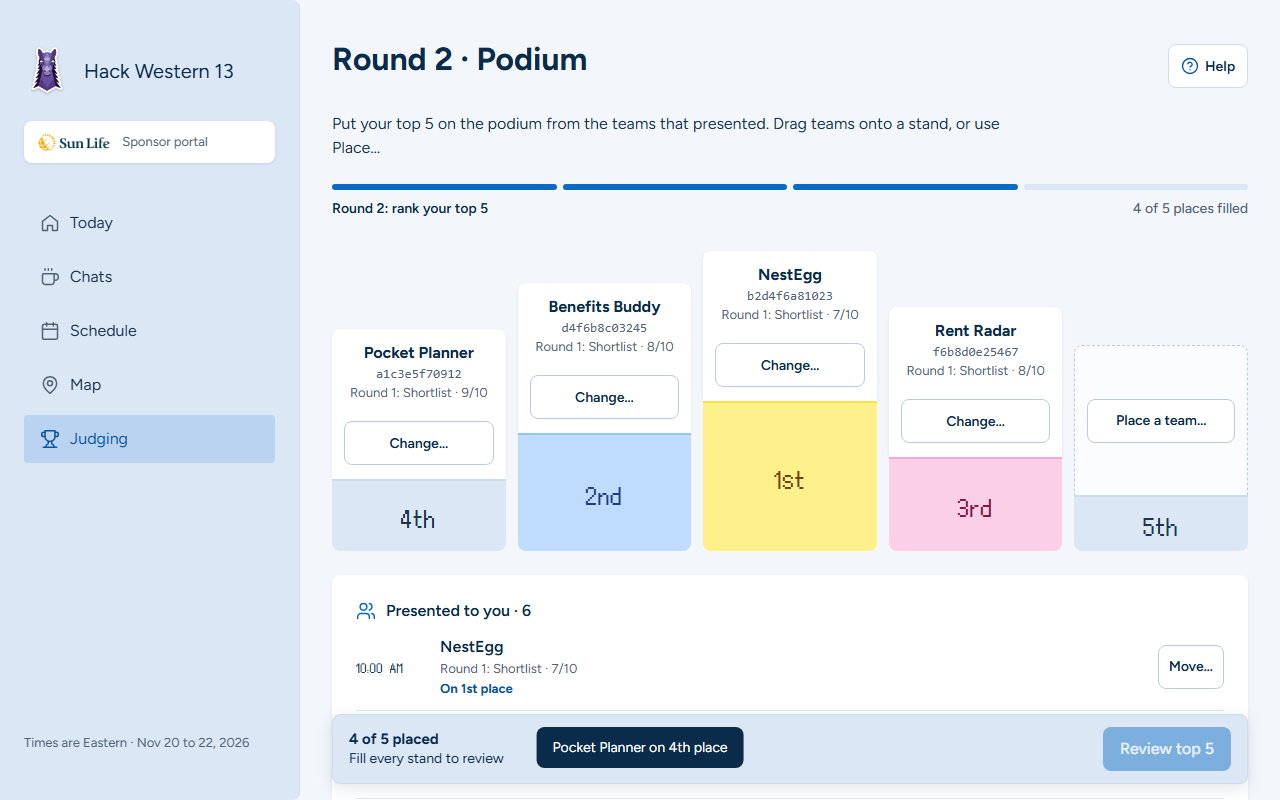 Hack Western 13
Sun Life
Sponsor portal
Today
Chats
Schedule
Map
Judging
Times are Eastern · Nov 20 to 22, 2026
Round 2 · Podium
Help
Put your top 5 on the podium from the teams that presented. Drag teams onto a stand, or use
Place...
Round 2: rank your top 5
4 of 5 places filled
Pocket Planner
a1c3e5f70912
Round 1: Shortlist · 9/10
Change...
4th
Benefits Buddy
d4f6b8c03245
Round 1: Shortlist · 8/10
Change...
2nd
NestEgg
b2d4f6a81023
Round 1: Shortlist · 7/10
Change...
1st
Rent Radar
f6b8d0e25467
Round 1: Shortlist · 8/10
Change...
3rd
Place a team...
5th
Presented to you · 6
10:00 AM
NestEgg
Round 1: Shortlist · 7/10
On 1st place
Move...
4 of 5 placed
Fill every stand to review
Pocket Planner on 4th place
Review top 5